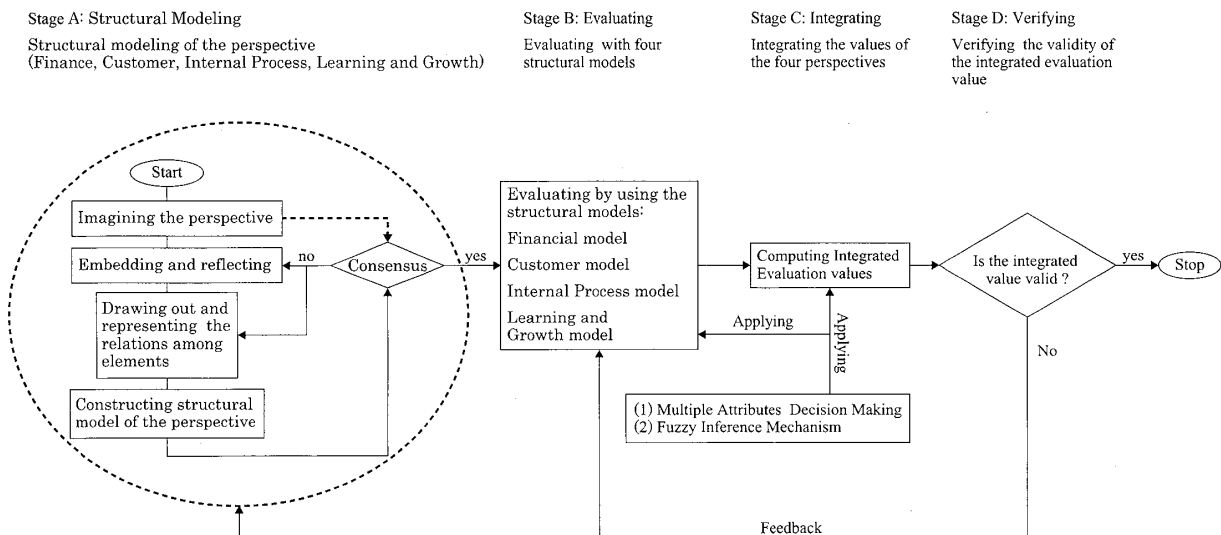 Stage A: Structural Modeling
Structural modeling of the perspective
(Finance, Customer, Internal Process, Learning and Growth)
Stage B: Evaluating
Evaluating with four
structural models
Stage C: Integrating
Integrating the values of
the four perspectives
Stage D: Verifying
Verifying the validity of
the integrated evaluation
value
Start
Imagining the perspective
Embedding and reflecting
no
Consensus
yes
Drawing out and
representing the
relations among
elements
Constructing structural
model of the perspective
Evaluating by using the
structural models:
Financial model
Customer model
Internal Process model
Learning and
Growth model
Computing Integrated
Evaluation values
Applying
Applying
(1) Multiple Attributes Decision Making
(2) Fuzzy Inference Mechanism
Is the integrated
value valid ?
yes
Stop
No
Feedback